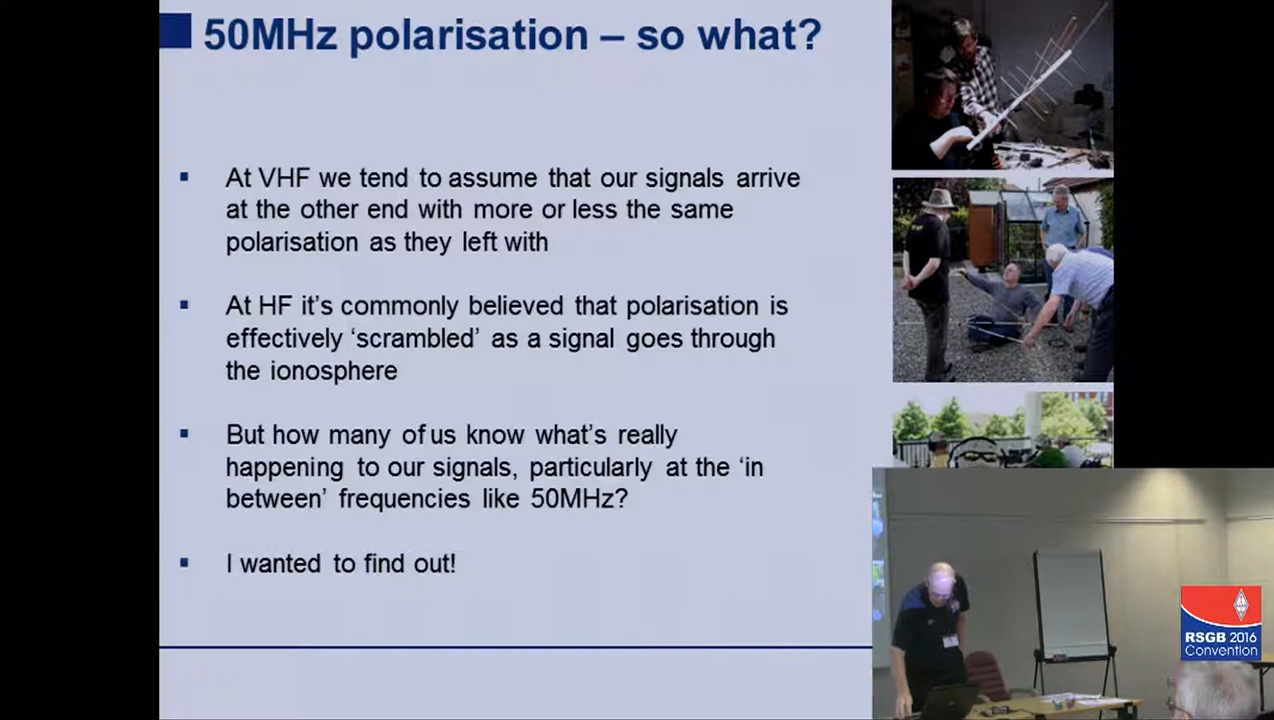 50MHz polarisation – so what?
At VHF we tend to assume that our signals arrive
at the other end with more or less the same
polarisation as they left with
At HF it's commonly believed that polarisation is
effectively 'scrambled' as a signal goes through
the ionosphere
But how many of us know what's really
happening to our signals, particularly at the 'in
between' frequencies like 50MHz?
I wanted to find out!
RSGB 2016
Convention